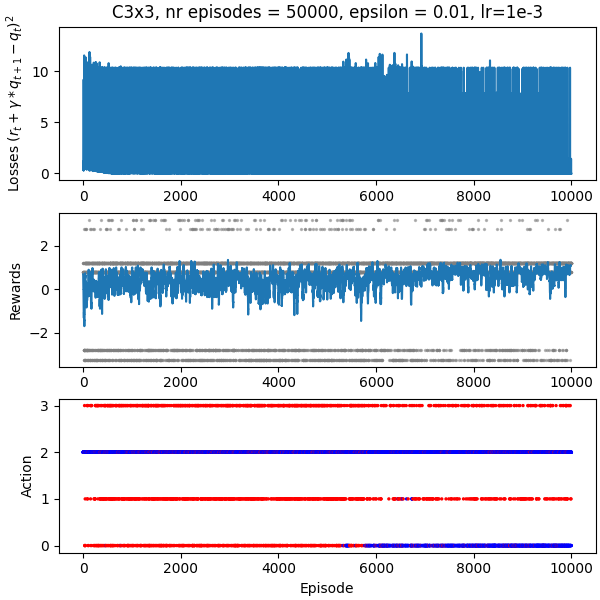 C3x3, nr episodes = 50000, epsilon = 0.01, lr=1e-3
Losses $(r_t + \gamma * q_{t+1} - q_t)^2$
10
5
0
0 2000 4000 6000 8000 10000
Rewards
2
0
−2
0 2000 4000 6000 8000 10000
Action
3
2
1
0
0 2000 4000 6000 8000 10000
Episode